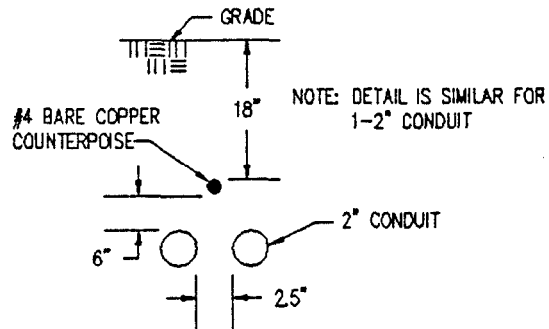 GRADE
18"
NOTE: DETAIL IS SIMILAR FOR
1-2" CONDUIT
#4 BARE COPPER
COUNTERPOISE
2" CONDUIT
6"
2.5"